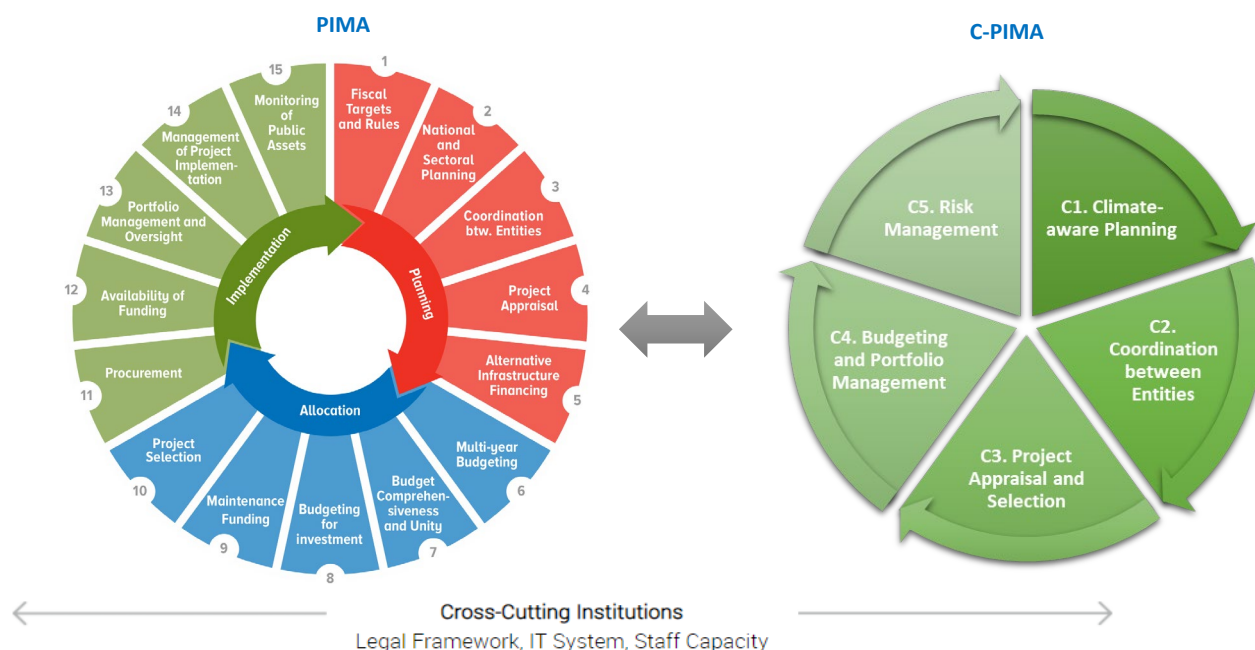 PIMA
1
Fiscal
Targets
and Rules
2
National
and
Sectoral
Planning
3
Coordination
btw. Entities
4
Project
Appraisal
5
Alternative
Infrastructure
Financing
6
Multi-year
Budgeting
7
Budget
Comprehen-
siveness
and Unity
8
Budgeting
for
investment
9
Maintenance
Funding
10
Project
Selection
11
Procurement
12
Availability of
Funding
13
Portfolio
Management and
Oversight
14
Management
of Project
Implemen-
tation
15
Monitoring
of
Public
Assets
Planning
Allocation
Implementation
C-PIMA
C1. Climate-
aware Planning
C2.
Coordination
between
Entities
C3. Project
Appraisal and
Selection
C4. Budgeting
and Portfolio
Management
C5. Risk
Management
Cross-Cutting Institutions
Legal Framework, IT System, Staff Capacity